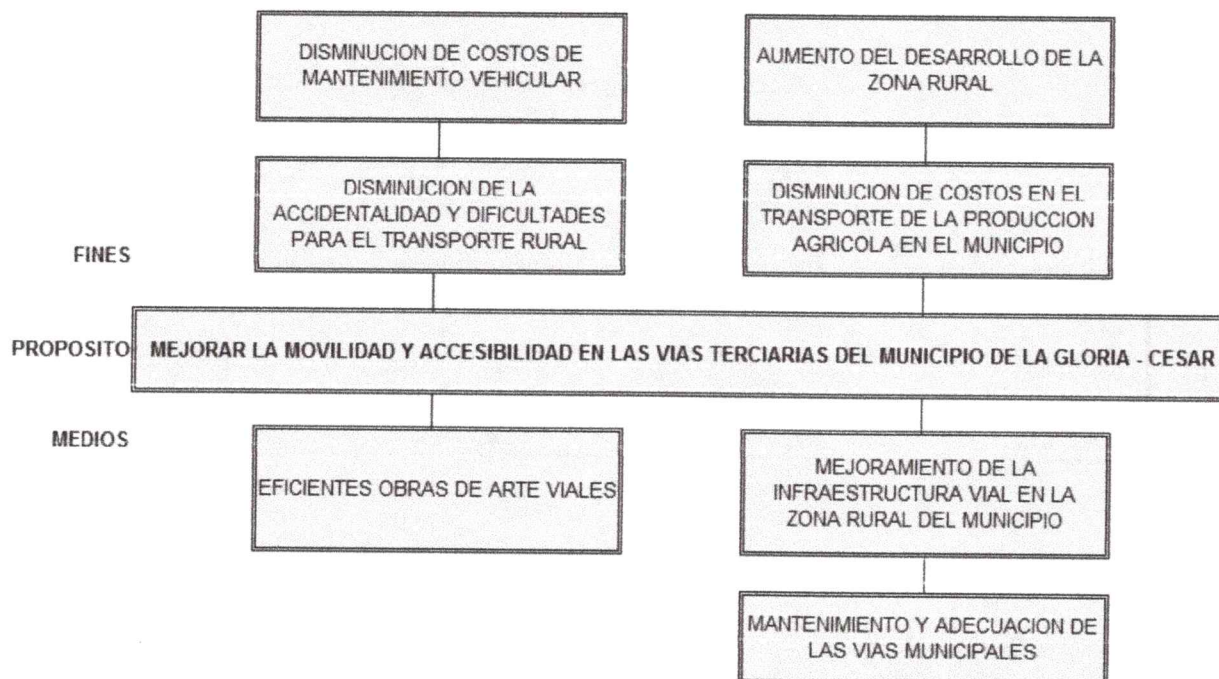 DISMINUCION DE COSTOS DE
MANTENIMIENTO VEHICULAR
AUMENTO DEL DESARROLLO DE LA
ZONA RURAL
DISMINUCION DE LA
ACCIDENTALIDAD Y DIFICULTADES
PARA EL TRANSPORTE RURAL
DISMINUCION DE COSTOS EN EL
TRANSPORTE DE LA PRODUCCION
AGRICOLA EN EL MUNICIPIO
FINES
PROPOSITO
MEJORAR LA MOVILIDAD Y ACCESIBILIDAD EN LAS VIAS TERCIARIAS DEL MUNICIPIO DE LA GLORIA - CESAR
MEDIOS
EFICIENTES OBRAS DE ARTE VIALES
MEJORAMIENTO DE LA
INFRAESTRUCTURA VIAL EN LA
ZONA RURAL DEL MUNICIPIO
MANTENIMIENTO Y ADECUACION DE
LAS VIAS MUNICIPALES